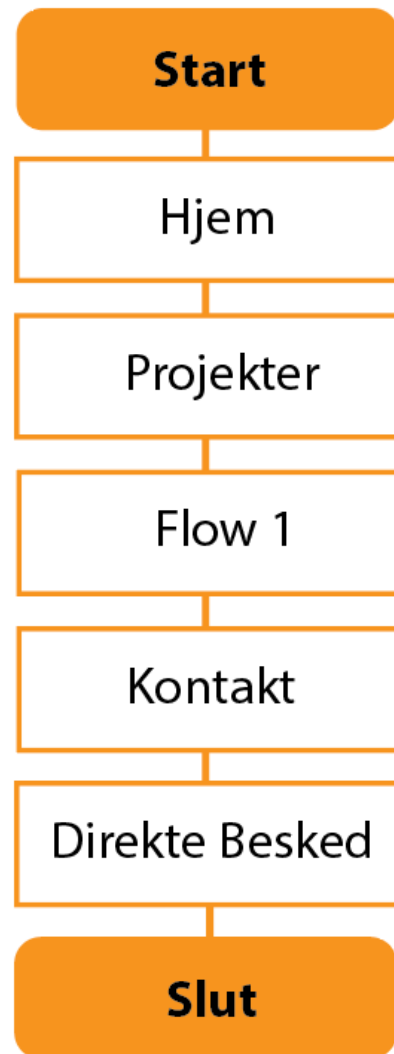 Start
Hjem
Projekter
Flow 1
Kontakt
Direkte Besked
Slut